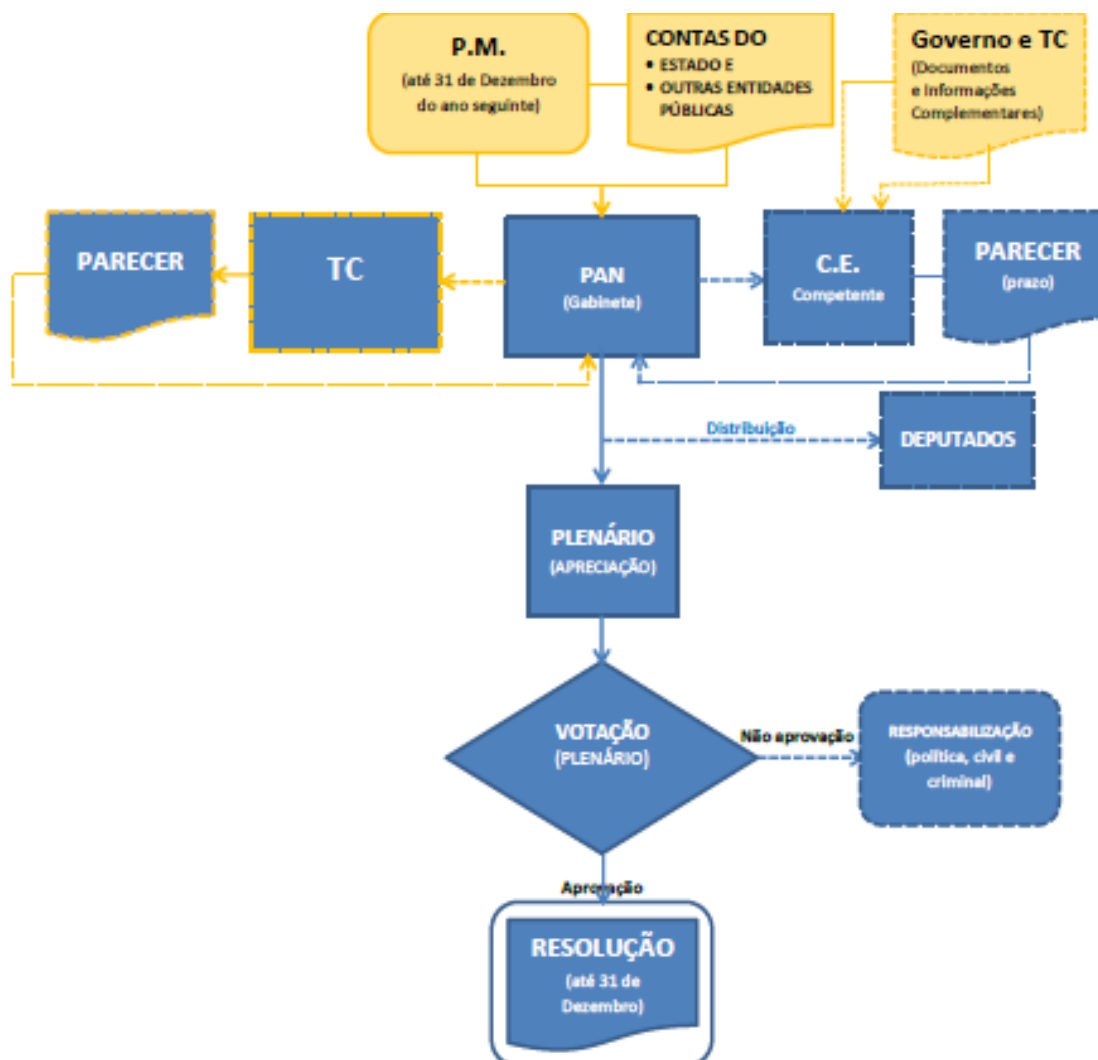 P.M.
(até 31 de Dezembro
do ano seguinte)
CONTAS DO
• ESTADO E
• OUTRAS ENTIDADES
PÚBLICAS
Governo e TC
(Documentos
e Informações
Complementares)
PARECER
TC
PAN
(Gabinete)
C.E.
Competente
PARECER
(prazo)
Distribuição
DEPUTADOS
PLENÁRIO
(APRECIAÇÃO)
VOTAÇÃO
(PLENÁRIO)
Não aprovação
RESPONSABILIZAÇÃO
(política, civil e
criminal)
Aprovação
RESOLUÇÃO
(até 31 de
Dezembro)